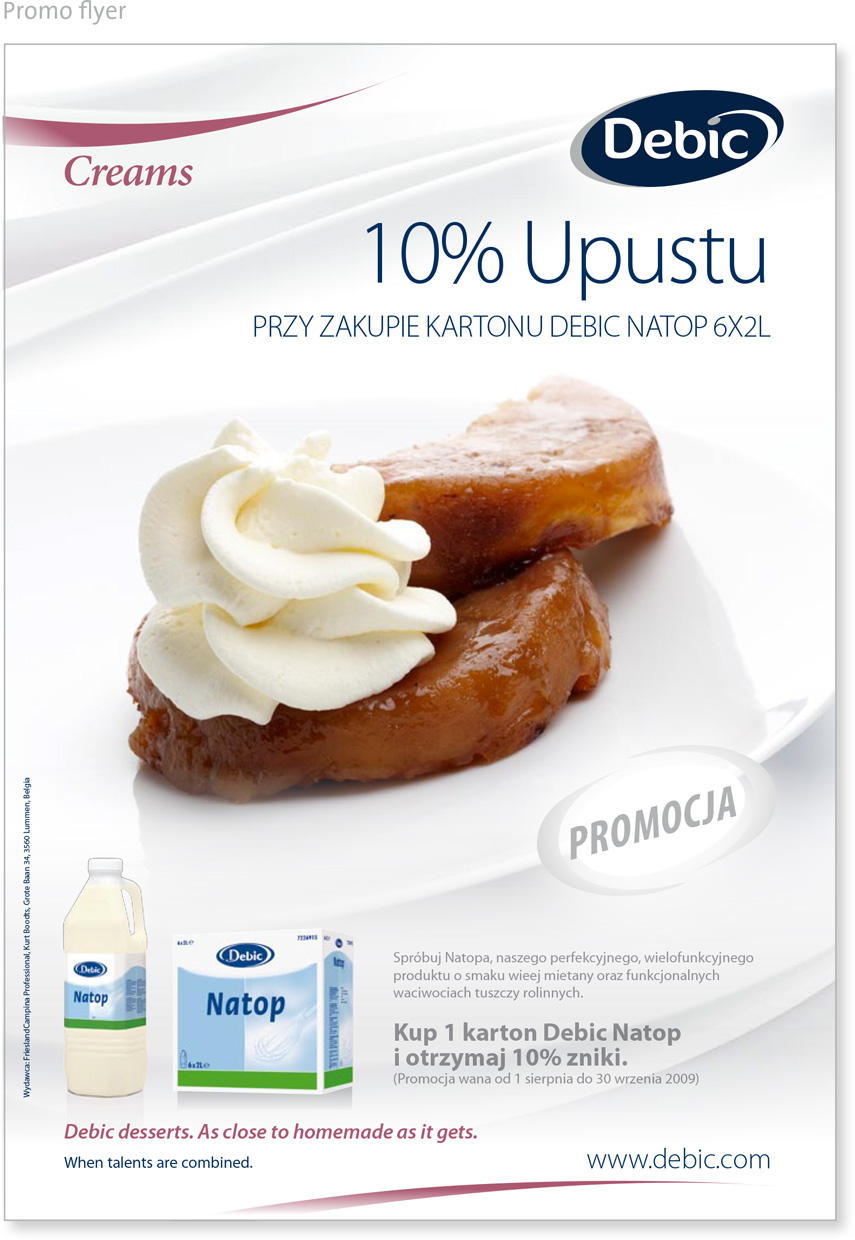 Promo flyer
Creams
Debic
10% Upustu
PRZY ZAKUPIE KARTONU DEBIC NATOP 6X2L
PROMOCJA
Wydawca: FrieslandCampina Professional, Kurt Boodts, Grote Baan 34, 3560 Lummen, Belgia
Debic
Natop
6x2L℮
7226915
Debic
Natop
6x2L℮
Natop
Spróbuj Natopa, naszego perfekcyjnego, wielofunkcyjnego
produktu o smaku wieej mietany oraz funkcjonalnych
waciwociach tuszczy rolinnych.
Kup 1 karton Debic Natop
i otrzymaj 10% zniki.
(Promocja wana od 1 sierpnia do 30 wrzenia 2009)
Debic desserts. As close to homemade as it gets.
When talents are combined.
www.debic.com